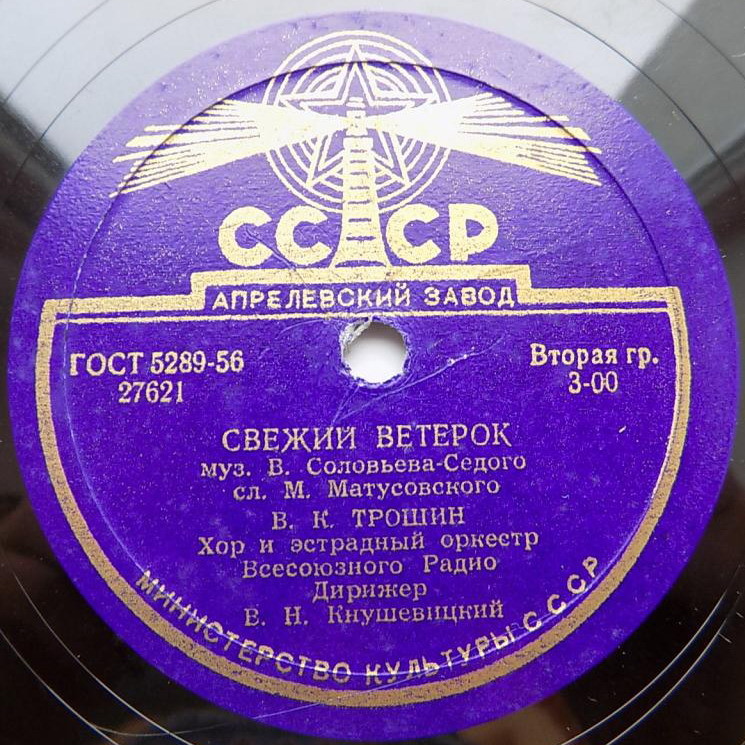 СССР
АПРЕЛЕВСКИЙ ЗАВОД
ГОСТ 5289-56
27621
Вторая гр.
3-00
СВЕЖИЙ ВЕТЕРОК
муз. В. Соловьева-Седого
сл. М. Матусовского
В. К. ТРОШИН
Хор и эстрадный оркестр
Всесоюзного Радио
Дирижер
В. Н. Кнушевицкий
МИНИСТЕРСТВО КУЛЬТУРЫ СССР